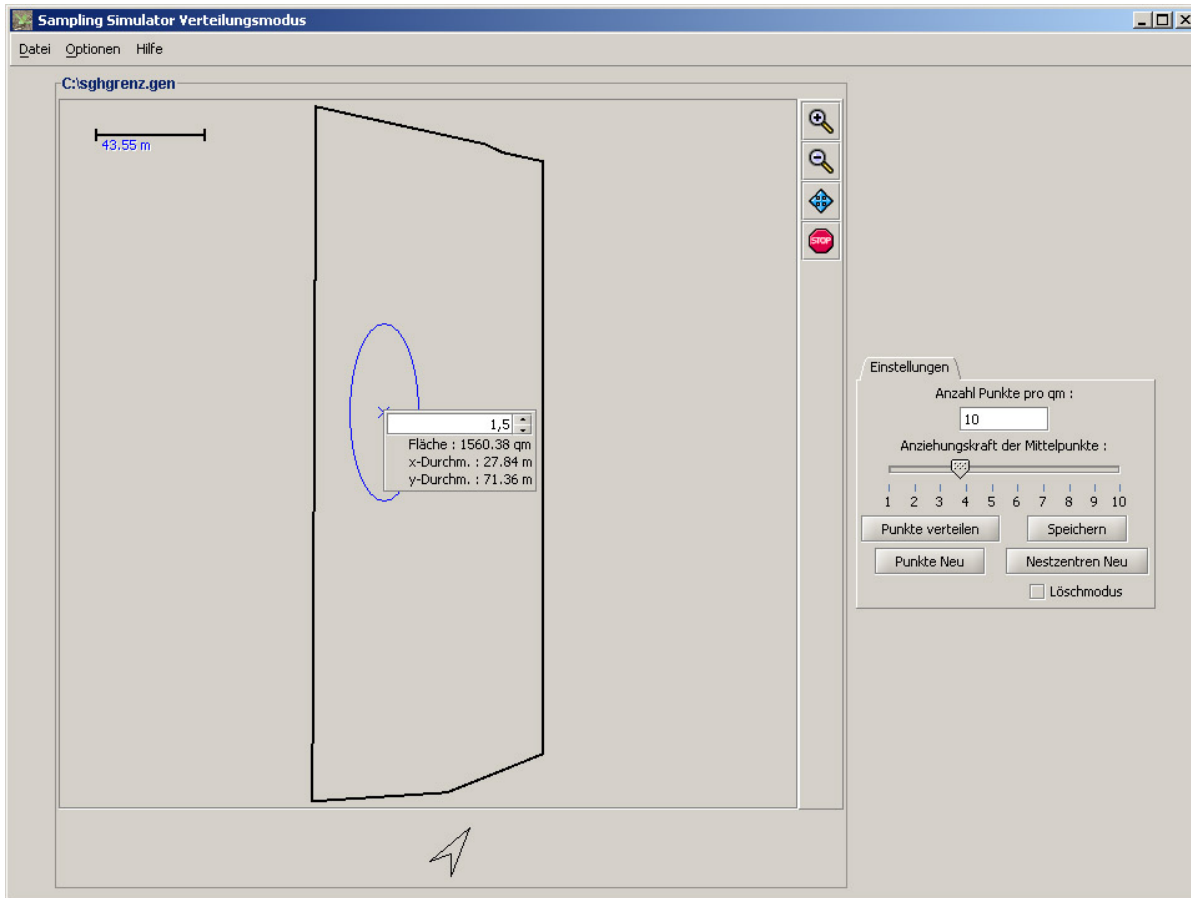 Sampling Simulator Verteilungsmodus
Datei Optionen Hilfe
C:\sghgrenz.gen
43.55 m
STOP
1,5
Fläche : 1560.38 qm
x-Durchm. : 27.84 m
y-Durchm. : 71.36 m
Einstellungen
Anzahl Punkte pro qm :
10
Anziehungskraft der Mittelpunkte :
1 2 3 4 5 6 7 8 9 10
Punkte verteilen Speichern
Punkte Neu Nestzentren Neu
Löschmodus